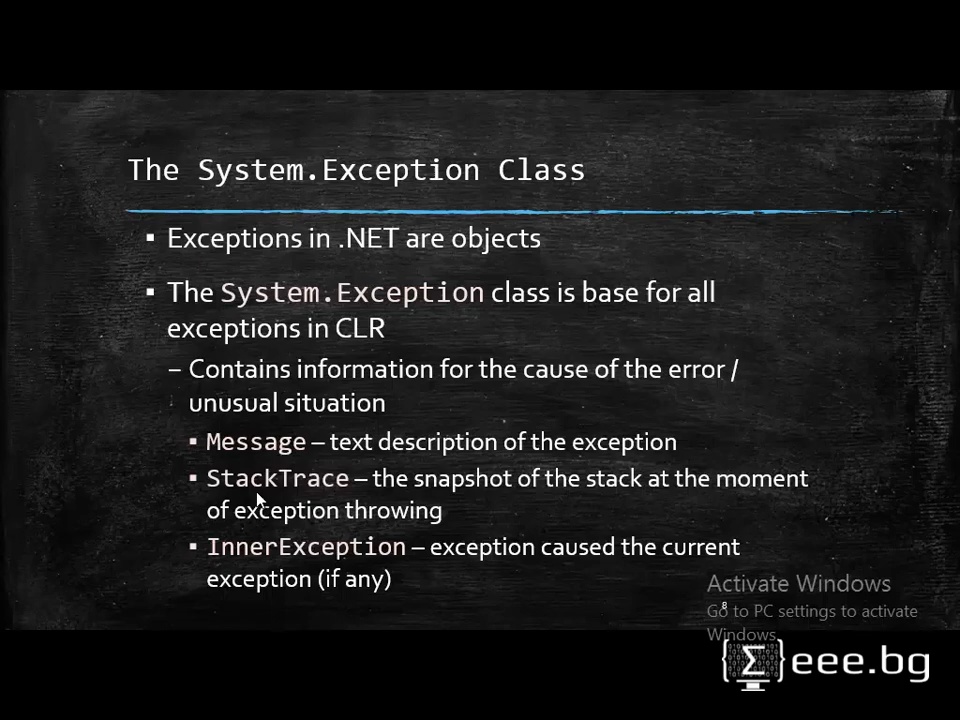 The System.Exception Class
▪ Exceptions in .NET are objects
▪ The System.Exception class is base for all
exceptions in CLR
– Contains information for the cause of the error /
unusual situation
▪ Message – text description of the exception
▪ StackTrace – the snapshot of the stack at the moment
of exception throwing
▪ InnerException – exception caused the current
exception (if any)
Activate Windows
8
Go to PC settings to activate
Windows.
{Σ} eee.bg